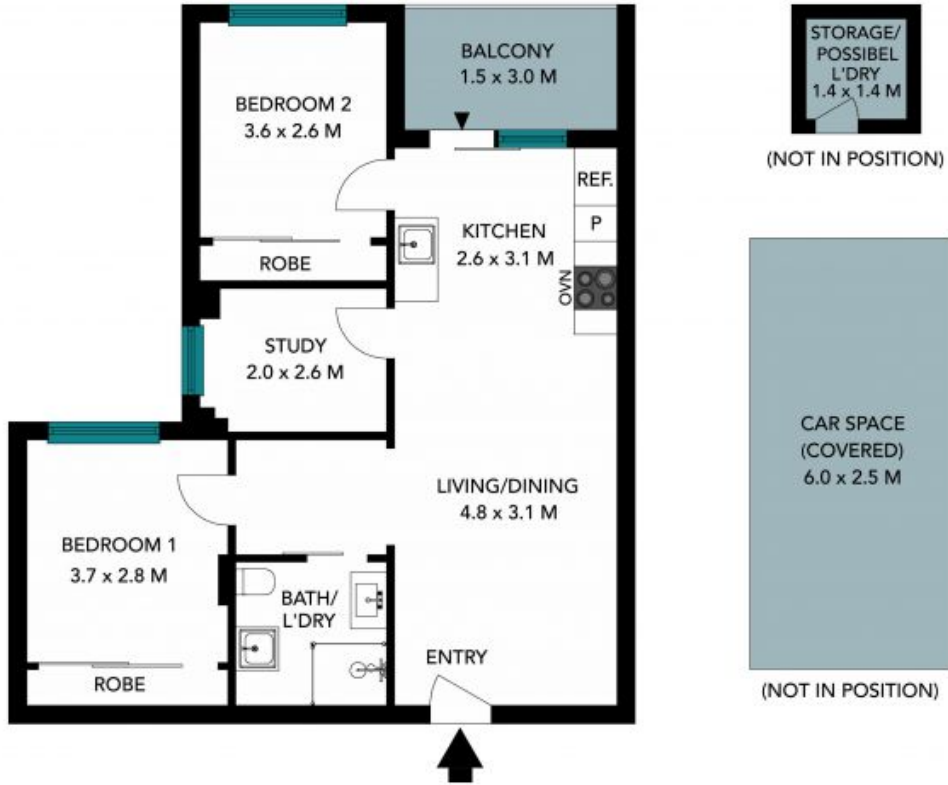 BALCONY
1.5 x 3.0 M
STORAGE/
POSSIBEL
L'DRY
1.4 x 1.4 M
(NOT IN POSITION)
BEDROOM 2
3.6 x 2.6 M
ROBE
REF.
P
KITCHEN
2.6 x 3.1 M
OVN
STUDY
2.0 x 2.6 M
CAR SPACE
(COVERED)
6.0 x 2.5 M
(NOT IN POSITION)
LIVING/DINING
4.8 x 3.1 M
BEDROOM 1
3.7 x 2.8 M
ROBE
BATH/
L'DRY
ENTRY